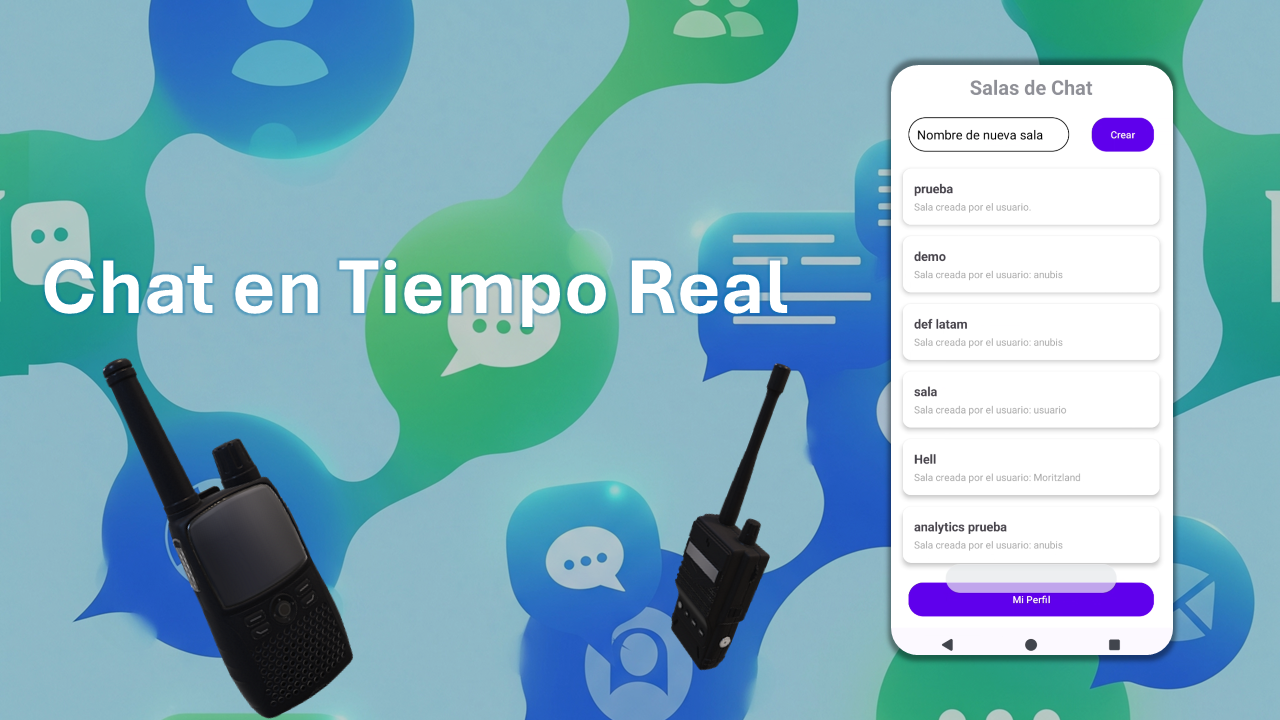 Chat en Tiempo Real
Salas de Chat
Nombre de nueva sala
Crear
prueba
Sala creada por el usuario.
demo
Sala creada por el usuario: anubis
def latam
Sala creada por el usuario: anubis
sala
Sala creada por el usuario: usuario
Hell
Sala creada por el usuario: Moritzland
analytics prueba
Sala creada por el usuario: anubis
Mi Perfil